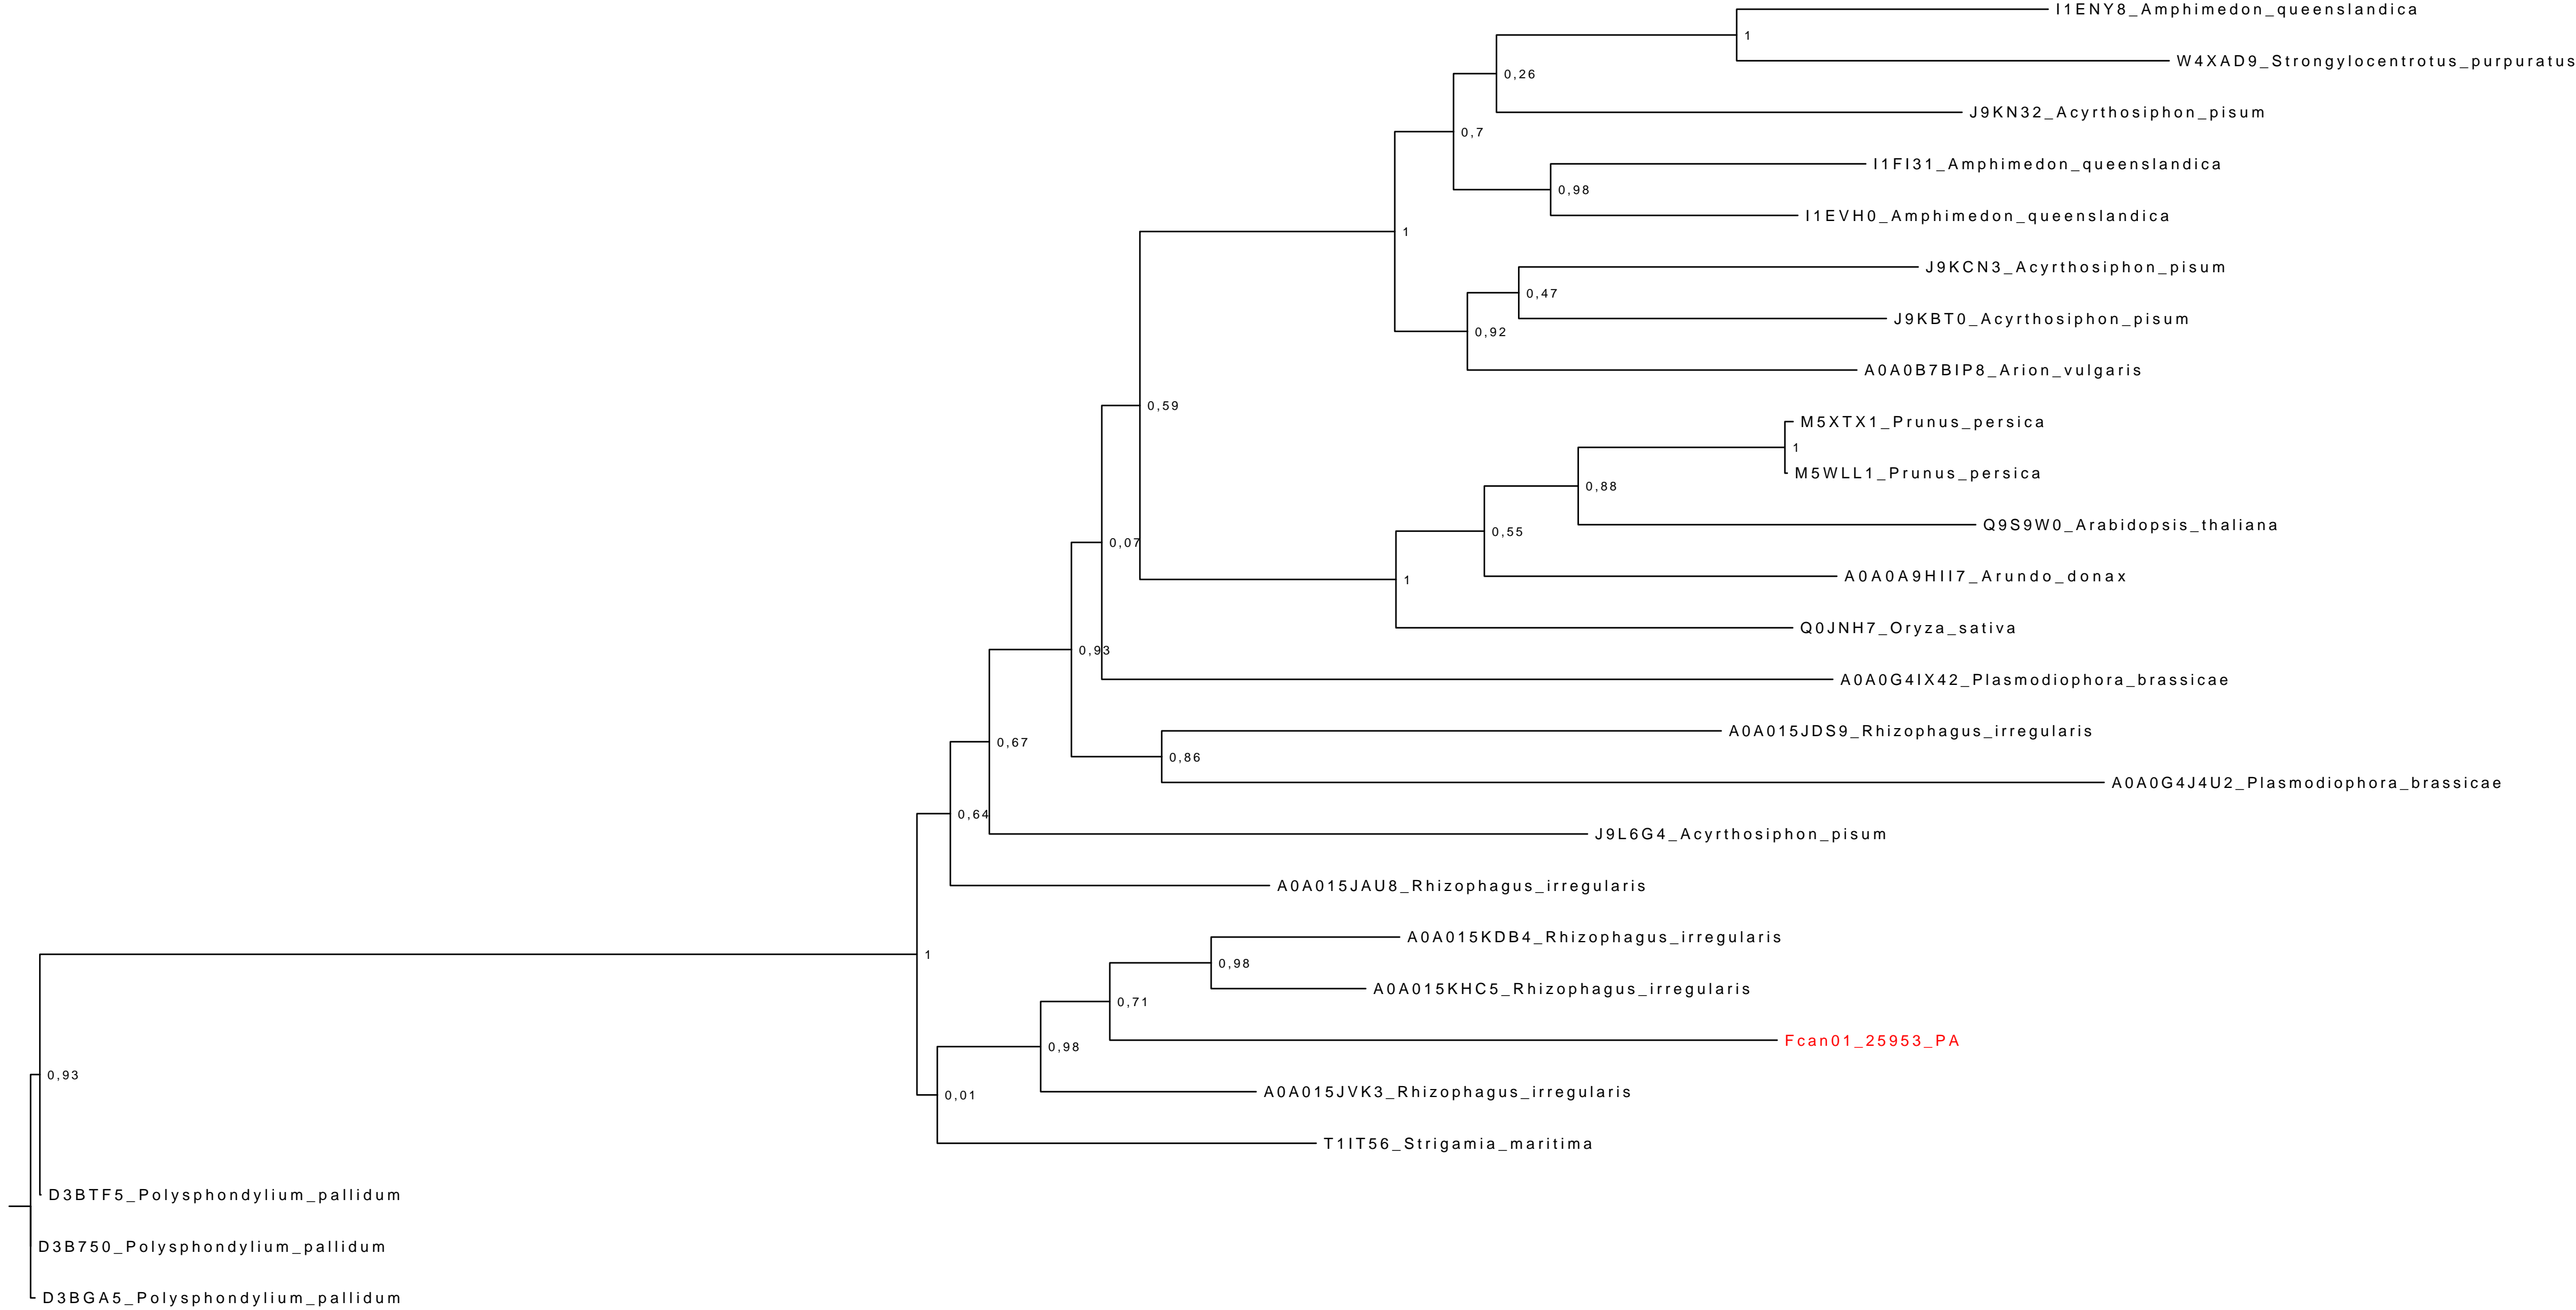 I1ENY8_Amphimedon_queenslandica
1
W4XAD9_Strongylocentrotus_purpuratus
0,26
J9KN32_Acyrthosiphon_pisum
0,7
I1FI31_Amphimedon_queenslandica
0,98
I1EVH0_Amphimedon_queenslandica
1
J9KCN3_Acyrthosiphon_pisum
0,47
J9KBT0_Acyrthosiphon_pisum
0,92
A0A0B7BIP8_Arion_vulgaris
0,59
M5XTX1_Prunus_persica
1
M5WLL1_Prunus_persica
0,88
Q9S9W0_Arabidopsis_thaliana
0,55
0,07
A0A0A9HII7_Arundo_donax
1
Q0JNH7_Oryza_sativa
0,93
A0A0G4IX42_Plasmodiophora_brassicae
A0A015JDS9_Rhizophagus_irregularis
0,67
0,86
A0A0G4J4U2_Plasmodiophora_brassicae
0,64
J9L6G4_Acyrthosiphon_pisum
A0A015JAU8_Rhizophagus_irregularis
A0A015KDB4_Rhizophagus_irregularis
1
0,98
A0A015KHC5_Rhizophagus_irregularis
0,71
Fcan01_25953_PA
0,98
0,93
A0A015JVK3_Rhizophagus_irregularis
0,01
T1IT56_Strigamia_maritima
D3BTF5_Polysphondylium_pallidum
D3B750_Polysphondylium_pallidum
D3BGA5_Polysphondylium_pallidum